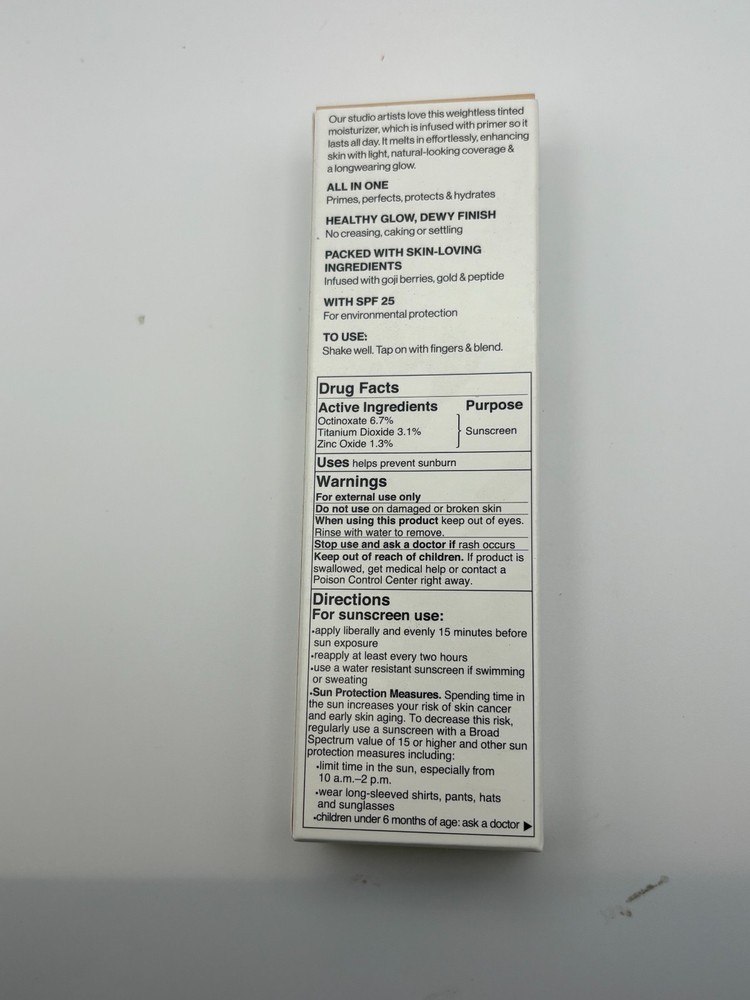 Our studio artists love this weightless tinted
moisturizer, which is infused with primer so it
lasts all day. It melts in effortlessly, enhancing
skin with light, natural-looking coverage &
a longwearing glow.
ALL IN ONE
Primes, perfects, protects & hydrates
HEALTHY GLOW, DEWY FINISH
No creasing, caking or settling
PACKED WITH SKIN-LOVING
INGREDIENTS
Infused with goji berries, gold & peptide
WITH SPF 25
For environmental protection
TO USE:
Shake well. Tap on with fingers & blend.
Drug Facts
Active Ingredients Purpose
Octinoxate 6.7%
Titanium Dioxide 3.1% Sunscreen
Zinc Oxide 1.3%
Uses helps prevent sunburn
Warnings
For external use only
Do not use on damaged or broken skin
When using this product keep out of eyes.
Rinse with water to remove.
Stop use and ask a doctor if rash occurs
Keep out of reach of children. If product is
swallowed, get medical help or contact a
Poison Control Center right away.
Directions
For sunscreen use:
•apply liberally and evenly 15 minutes before
sun exposure
•reapply at least every two hours
•use a water resistant sunscreen if swimming
or sweating
•Sun Protection Measures. Spending time in
the sun increases your risk of skin cancer
and early skin aging. To decrease this risk,
regularly use a sunscreen with a Broad
Spectrum value of 15 or higher and other sun
protection measures including:
•limit time in the sun, especially from
10 a.m.–2 p.m.
•wear long-sleeved shirts, pants, hats
and sunglasses
•children under 6 months of age: ask a doctor ▶